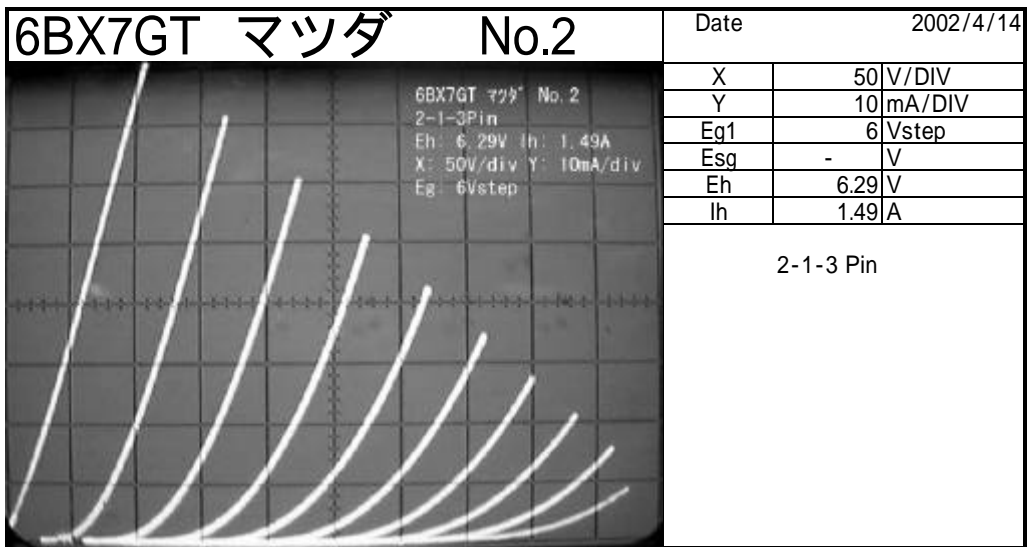 6BX7GT マツダ No.2
Date 2002/4/14
X 50 V/DIV
Y 10 mA/DIV
Eg1 6 Vstep
Esg - V
Eh 6.29 V
Ih 1.49 A
2-1-3 Pin
6BX7GT マツダ No.2
2-1-3Pin
Eh: 6.29V Ih: 1.49A
X: 50V/div Y: 10mA/div
Eg: 6Vstep